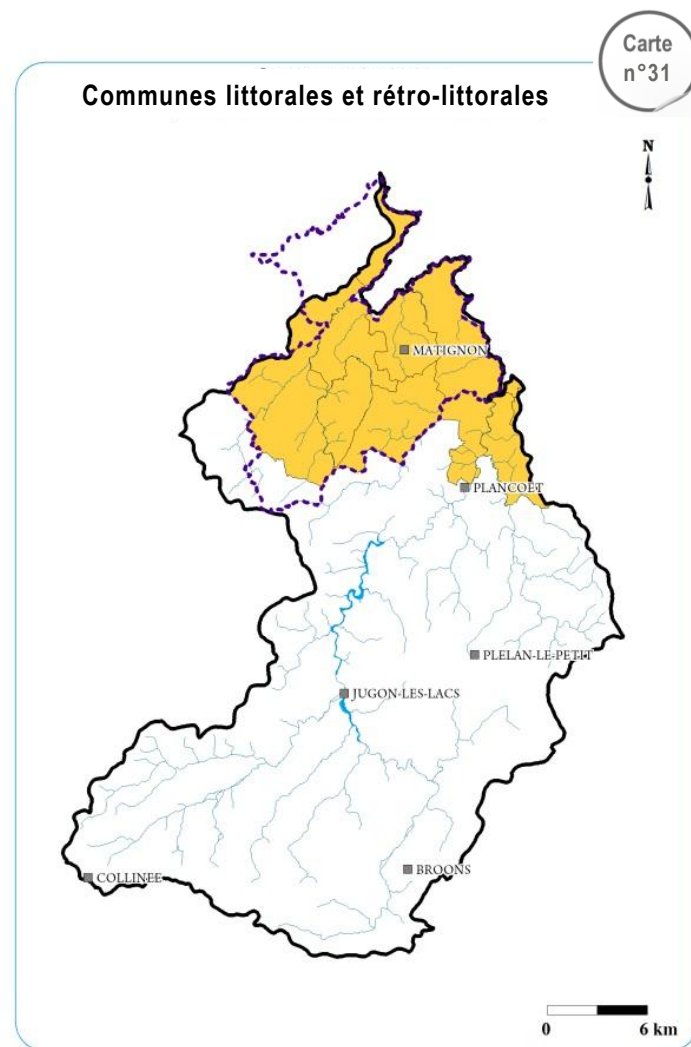 Carte
n°31
Communes littorales et rétro-littorales
N
MATIGNON
PLANCOET
PLELAN-LE-PETIT
JUGON-LES-LACS
COLLINEE
BROONS
0 6 km